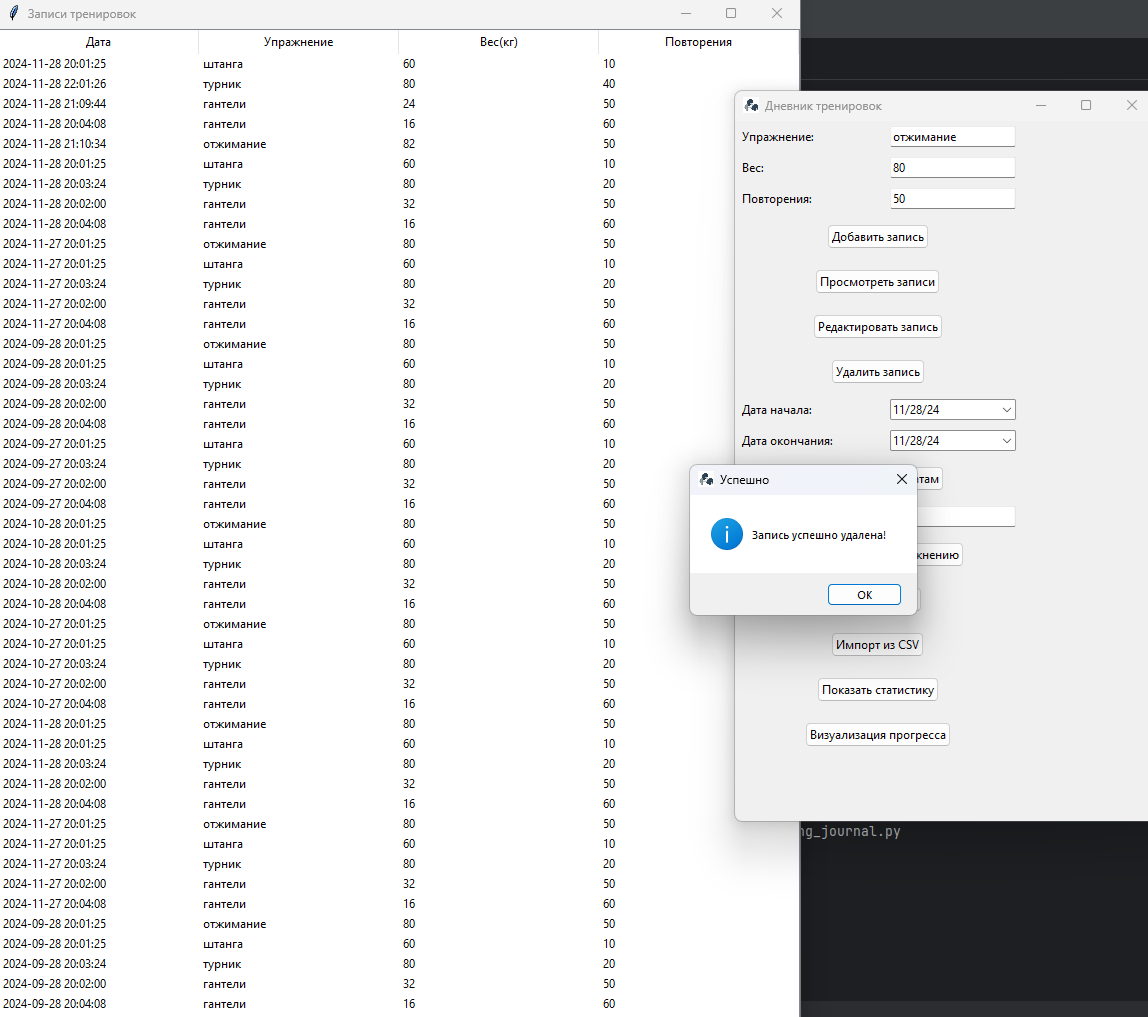 Записи тренировок
Дата Упражнение Вес(кг) Повторения
2024-11-28 20:01:25 штанга 60 10
2024-11-28 22:01:26 турник 80 40
2024-11-28 21:09:44 гантели 24 50
2024-11-28 20:04:08 гантели 16 60
2024-11-28 21:10:34 отжимание 82 50
2024-11-28 20:01:25 штанга 60 10
2024-11-28 20:03:24 турник 80 20
2024-11-28 20:02:00 гантели 32 50
2024-11-28 20:04:08 гантели 16 60
2024-11-27 20:01:25 отжимание 80 50
2024-11-27 20:01:25 штанга 60 10
2024-11-27 20:03:24 турник 80 20
2024-11-27 20:02:00 гантели 32 50
2024-11-27 20:04:08 гантели 16 60
2024-09-28 20:01:25 отжимание 80 50
2024-09-28 20:01:25 штанга 60 10
2024-09-28 20:03:24 турник 80 20
2024-09-28 20:02:00 гантели 32 50
2024-09-28 20:04:08 гантели 16 60
2024-09-27 20:01:25 штанга 60 10
2024-09-27 20:03:24 турник 80 20
2024-09-27 20:02:00 гантели 32 50
2024-09-27 20:04:08 гантели 16 60
2024-10-28 20:01:25 отжимание 80 50
2024-10-28 20:01:25 штанга 60 10
2024-10-28 20:03:24 турник 80 20
2024-10-28 20:02:00 гантели 32 50
2024-10-28 20:04:08 гантели 16 60
2024-10-27 20:01:25 отжимание 80 50
2024-10-27 20:01:25 штанга 60 10
2024-10-27 20:03:24 турник 80 20
2024-10-27 20:02:00 гантели 32 50
2024-10-27 20:04:08 гантели 16 60
2024-11-28 20:01:25 отжимание 80 50
2024-11-28 20:01:25 штанга 60 10
2024-11-28 20:03:24 турник 80 20
2024-11-28 20:02:00 гантели 32 50
2024-11-28 20:04:08 гантели 16 60
2024-11-27 20:01:25 отжимание 80 50
2024-11-27 20:01:25 штанга 60 10
2024-11-27 20:03:24 турник 80 20
2024-11-27 20:02:00 гантели 32 50
2024-11-27 20:04:08 гантели 16 60
2024-09-28 20:01:25 отжимание 80 50
2024-09-28 20:01:25 штанга 60 10
2024-09-28 20:03:24 турник 80 20
2024-09-28 20:02:00 гантели 32 50
2024-09-28 20:04:08 гантели 16 60
Дневник тренировок
Упражнение: отжимание
Вес: 80
Повторения: 50
Добавить запись
Просмотреть записи
Редактировать запись
Удалить запись
Дата начала: 11/28/24
Дата окончания: 11/28/24
Успешно
Запись успешно удалена!
OK
Импорт из CSV
Показать статистику
Визуализация прогресса
_journal.py